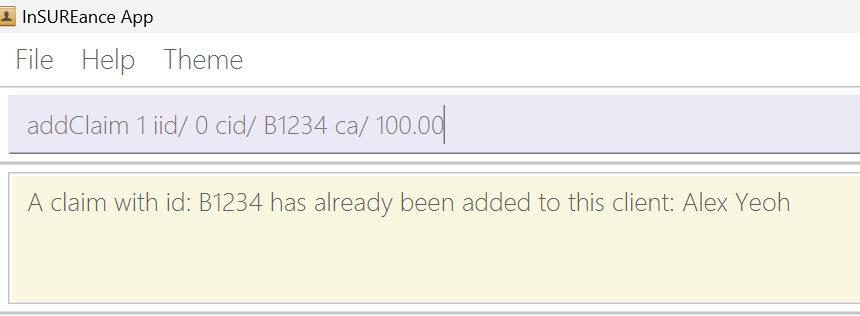 InSUREance App
File Help Theme
addClaim 1 iid/ 0 cid/ B1234 ca/ 100.00
A claim with id: B1234 has already been added to this client: Alex Yeoh